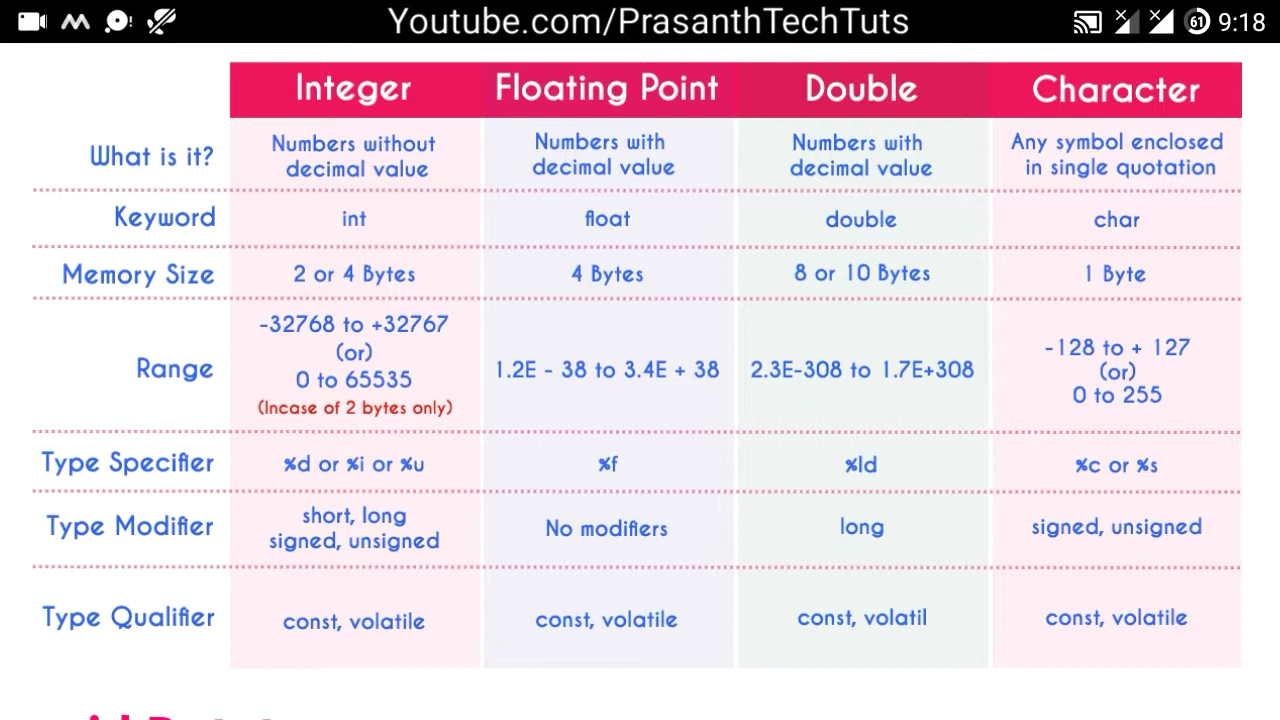 Youtube.com/PrasanthTechTuts
61 9:18
Integer Floating Point Double Character
What is it?
Numbers without
decimal value
Numbers with
decimal value
Numbers with
decimal value
Any symbol enclosed
in single quotation
Keyword int float double char
Memory Size 2 or 4 Bytes 4 Bytes 8 or 10 Bytes 1 Byte
Range
-32768 to +32767
(or)
0 to 65535
(Incase of 2 bytes only)
1.2E - 38 to 3.4E + 38
2.3E-308 to 1.7E+308
-128 to + 127
(or)
0 to 255
Type Specifier %d or %i or %u %f %ld %c or %s
Type Modifier
short, long
signed, unsigned
No modifiers
long
signed, unsigned
Type Qualifier const, volatile const, volatile const, volatil const, volatile